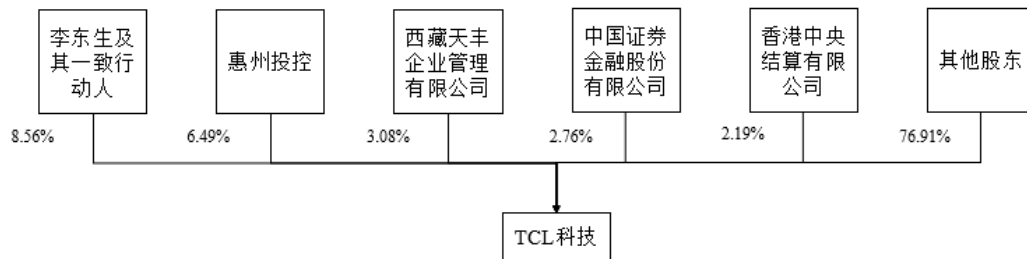 李东生及
其一致行
动人
惠州投控
西藏天丰
企业管理
有限公司
中国证券
金融股份
有限公司
香港中央
结算有限
公司
其他股东
8.56%
6.49%
3.08%
2.76%
2.19%
76.91%
TCL科技